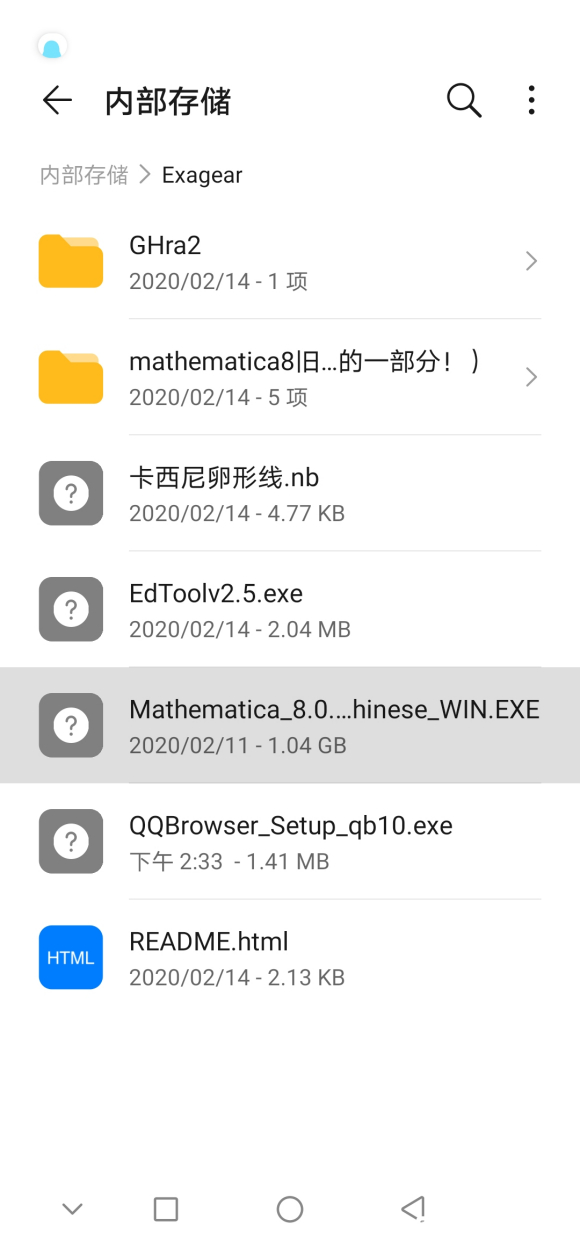 内部存储
内部存储 > Exagear
GHra2
2020/02/14 - 1 项
mathematica8旧...的一部分！）
2020/02/14 - 5 项
卡西尼卵形线.nb
2020/02/14 - 4.77 KB
EdToolv2.5.exe
2020/02/14 - 2.04 MB
Mathematica_8.0....hinese_WIN.EXE
2020/02/11 - 1.04 GB
QQBrowser_Setup_qb10.exe
下午 2:33 - 1.41 MB
HTML
README.html
2020/02/14 - 2.13 KB